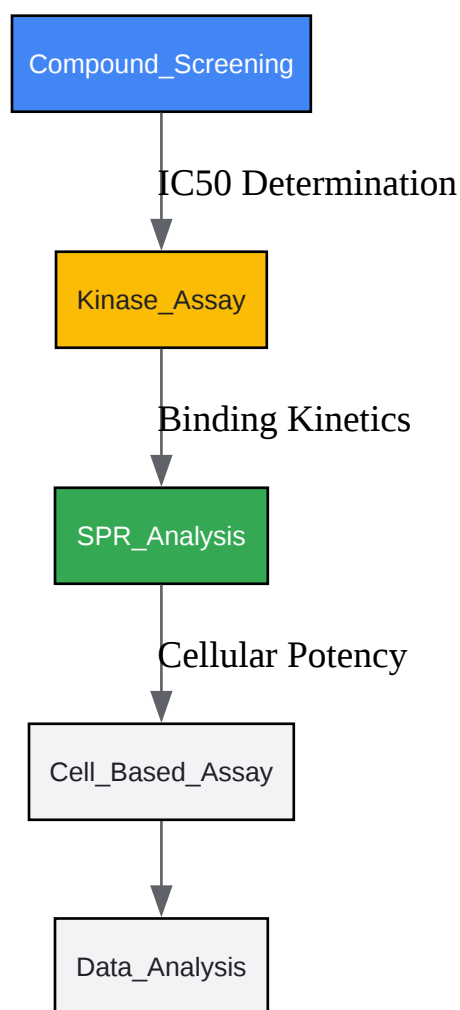 Compound_Screening
IC50 Determination
Kinase_Assay
Binding Kinetics
SPR_Analysis
Cellular Potency
Cell_Based_Assay
Data_Analysis